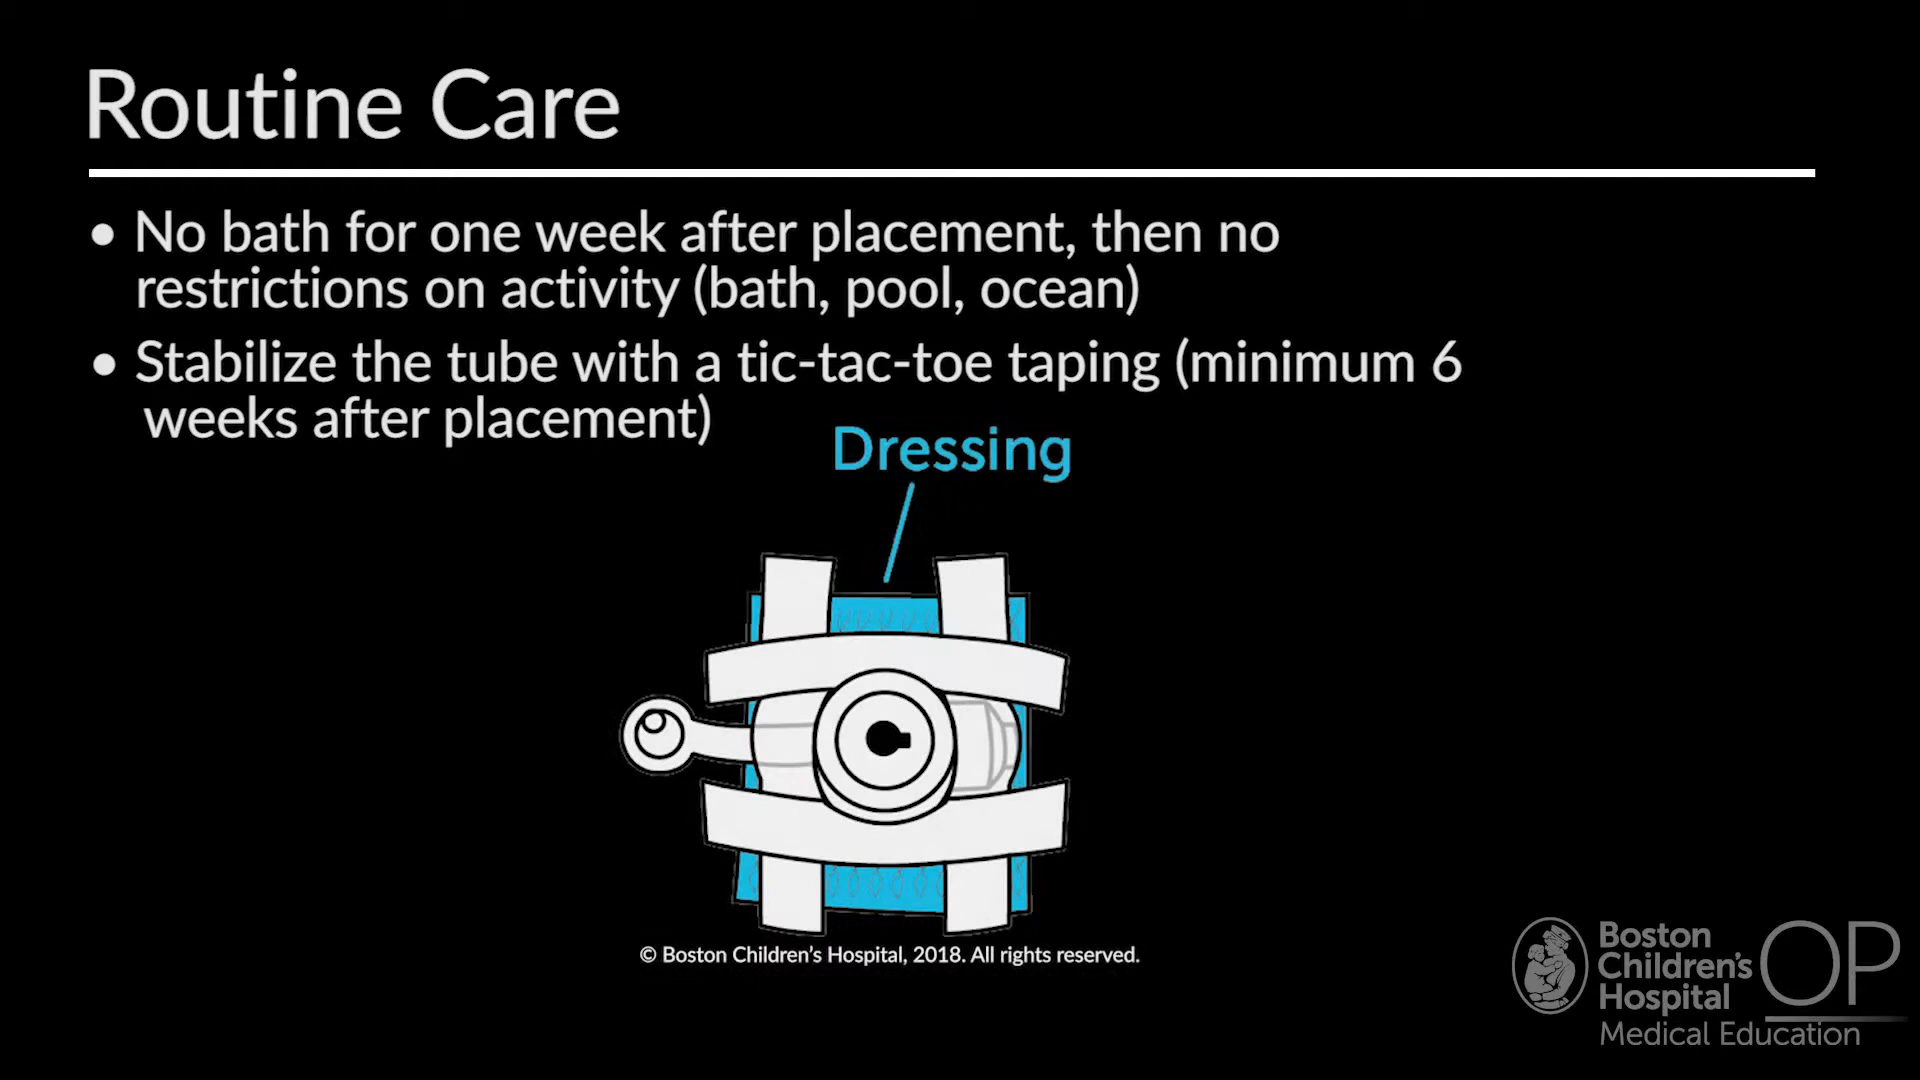 Routine Care
• No bath for one week after placement, then no
restrictions on activity (bath, pool, ocean)
• Stabilize the tube with a tic-tac-toe taping (minimum 6
weeks after placement)
Dressing
© Boston Children's Hospital, 2018. All rights reserved.
Boston
Children's
Hospital
OP
Medical Education